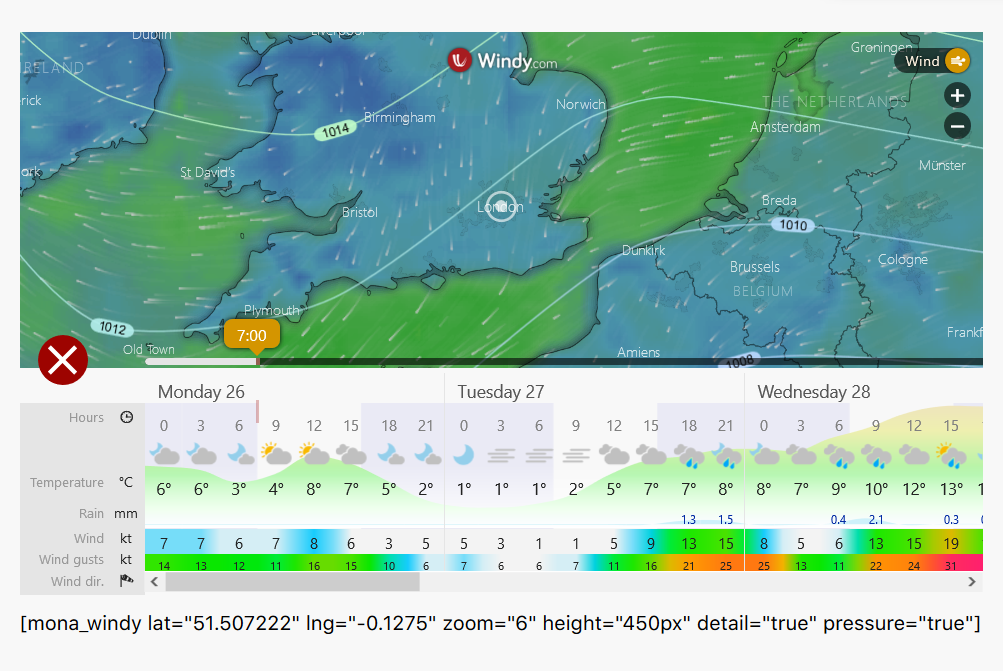 Dublin
Liverpool
Windy.com
Groningen
Wind
IRELAND
+
rick
Norwich
THE NETHERLANDS
1014
Birmingham
Amsterdam
−
ork
St David's
Münster
London
Bristol
Breda
1010
Dunkirk
Brussels
Cologne
BELGIUM
Plymouth
1012
7:00
Old Town
Amiens
1008
Frankf
Monday 26 Tuesday 27 Wednesday 28
Hours 0 3 6 9 12 15 18 21 0 3 6 9 12 15 18 21 0 3 6 9 12 15
Temperature °C 6° 6° 3° 4° 8° 7° 5° 2° 1° 1° 1° 2° 5° 7° 7° 8° 8° 7° 9° 10° 12° 13° 1
Rain mm 1.3 1.5 0.4 2.1 0.3 0
Wind kt 7 7 6 7 8 6 3 5 5 3 1 1 5 9 13 15 8 5 6 13 15 19
Wind gusts kt 14 13 12 11 16 15 10 6 7 6 6 7 11 16 21 25 25 13 11 22 24 31
Wind dir.
[mona_windy lat="51.507222" lng="-0.1275" zoom="6" height="450px" detail="true" pressure="true"]